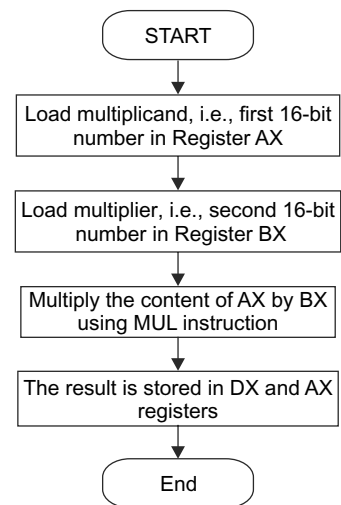 START
Load multiplicand, i.e., first 16-bit
number in Register AX
Load multiplier, i.e., second 16-bit
number in Register BX
Multiply the content of AX by BX
using MUL instruction
The result is stored in DX and AX
registers
End